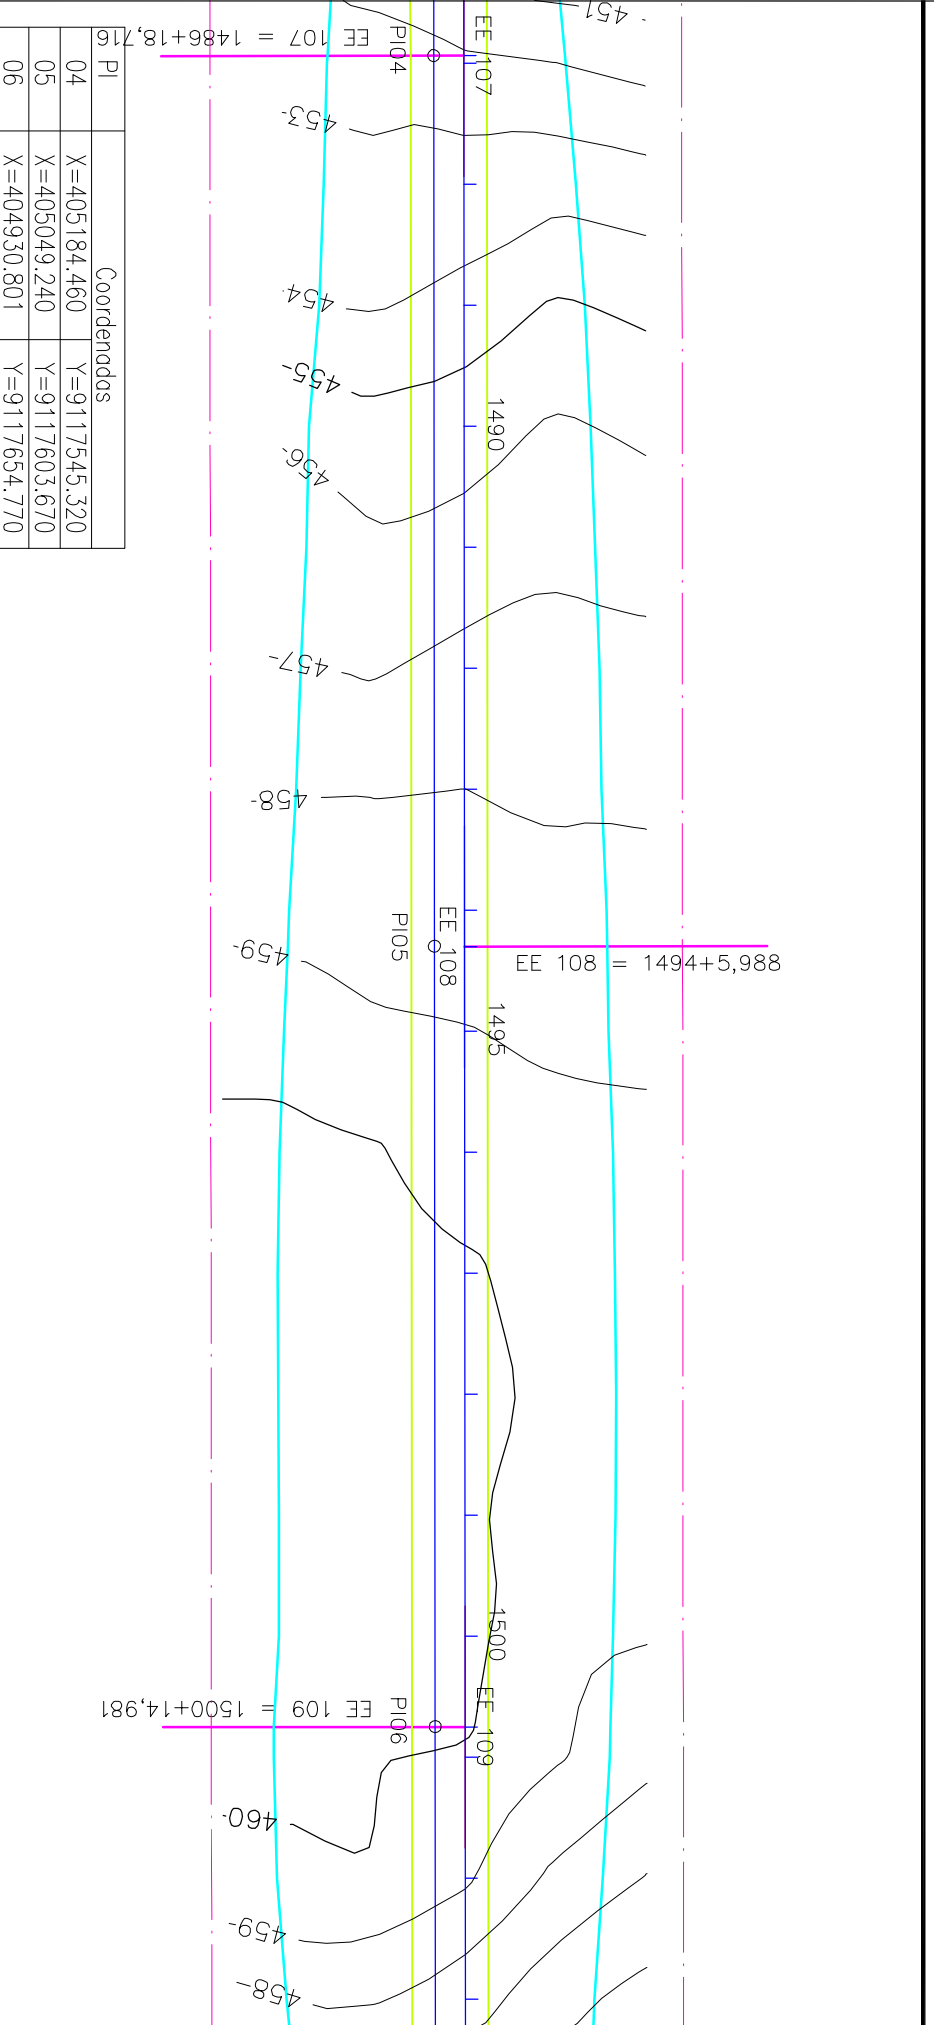 PI Coordenadas
04 X=405184.460 Y=9117545.320
05 X=405049.240 Y=9117603.670
06 X=404930.801 Y=9117654.770
EE 107 = 1486+18,716
PI04
EE 107
451
453
454
455
456
1490
457
458
459
PI05
EE 108
EE 108 = 1494+5,988
1495
1500
EE 109 = 1500+14,981
PI06
EE 109
460
459
458